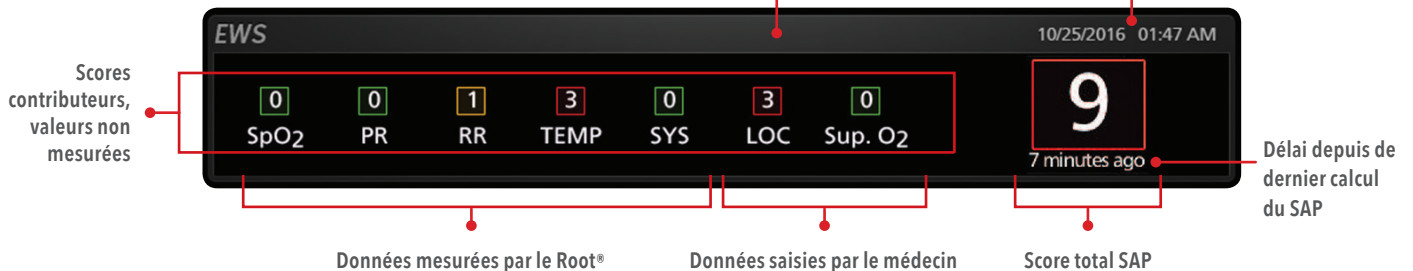 EWS
10/25/2016 01:47 AM
Scores
contributeurs,
valeurs non
mesurées
0 0 1 3 0 3 0
SpO2 PR RR TEMP SYS LOC Sup. O2
9
7 minutes ago
Délai depuis de
dernier calcul
du SAP
Données mesurées par le Root®
Données saisies par le médecin
Score total SAP